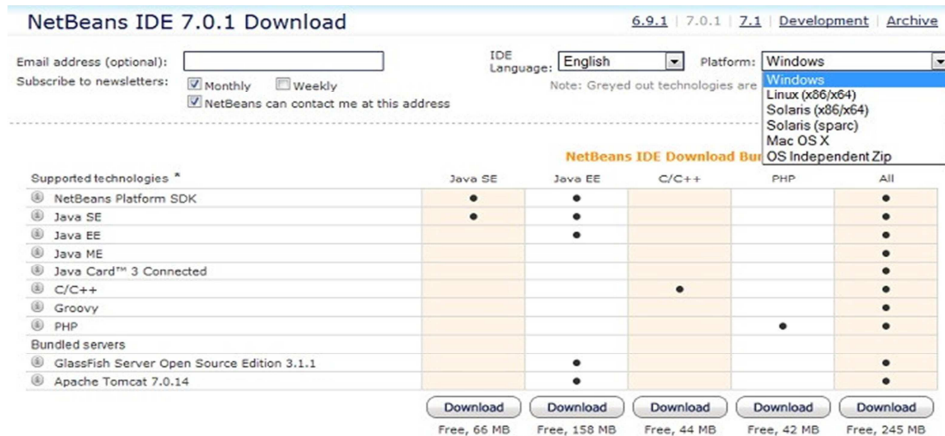 NetBeans IDE 7.0.1 Download
6.9.1 | 7.0.1 | 7.1 | Development | Archive
Email address (optional):
IDE Language: English
Platform: Windows
Subscribe to newsletters: Monthly Weekly
Note: Greyed out technologies are
NetBeans can contact me at this address
Windows
Linux (x86/x64)
Solaris (x86/x64)
Solaris (sparc)
Mac OS X
OS Independent Zip
NetBeans IDE Download
Supported technologies * Java SE Java EE C/C++ PHP All
NetBeans Platform SDK • • •
Java SE • • •
Java EE • •
Java ME •
Java Card™ 3 Connected •
C/C++ • •
Groovy •
PHP • •
Bundled servers
GlassFish Server Open Source Edition 3.1.1 • •
Apache Tomcat 7.0.14 • •
Download Download Download Download Download
Free, 66 MB Free, 158 MB Free, 44 MB Free, 42 MB Free, 245 MB